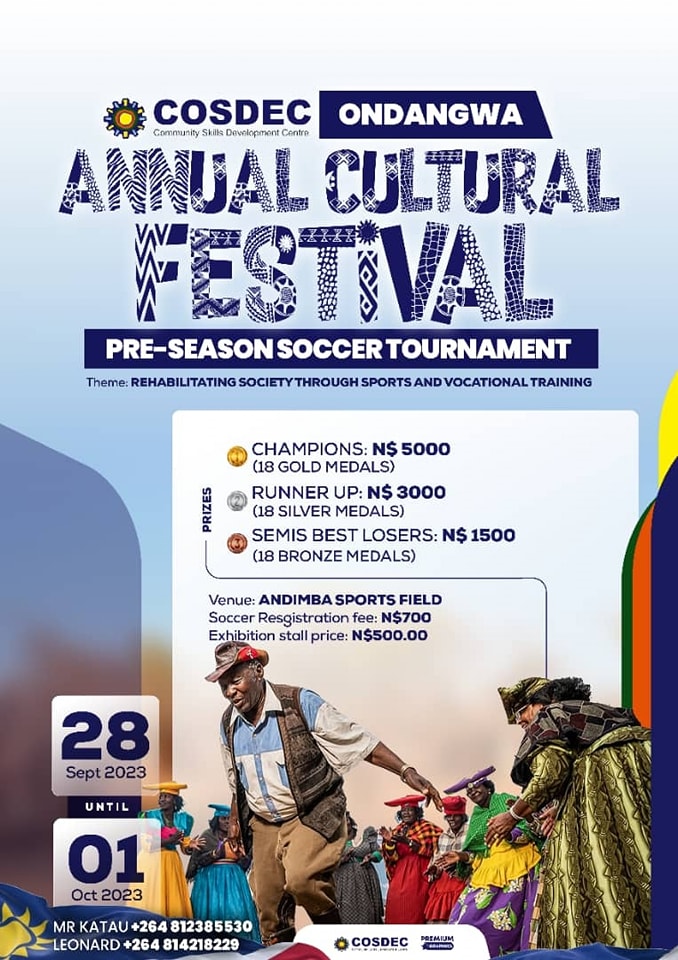 COSDEC
Community Skills Development Centre
ONDANGWA
ANNUAL CULTURAL
FESTIVAL
PRE-SEASON SOCCER TOURNAMENT
Theme: REHABILITATING SOCIETY THROUGH SPORTS AND VOCATIONAL TRAINING
PRIZES
CHAMPIONS: N$ 5000
(18 GOLD MEDALS)
RUNNER UP: N$ 3000
(18 SILVER MEDALS)
SEMIS BEST LOSERS: N$ 1500
(18 BRONZE MEDALS)
Venue: ANDIMBA SPORTS FIELD
Soccer Resgistration fee: N$700
Exhibition stall price: N$500.00
28
Sept 2023
UNTIL
01
Oct 2023
MR KATAU +264 812385530
LEONARD +264 814218229
COSDEC
PREMIUM